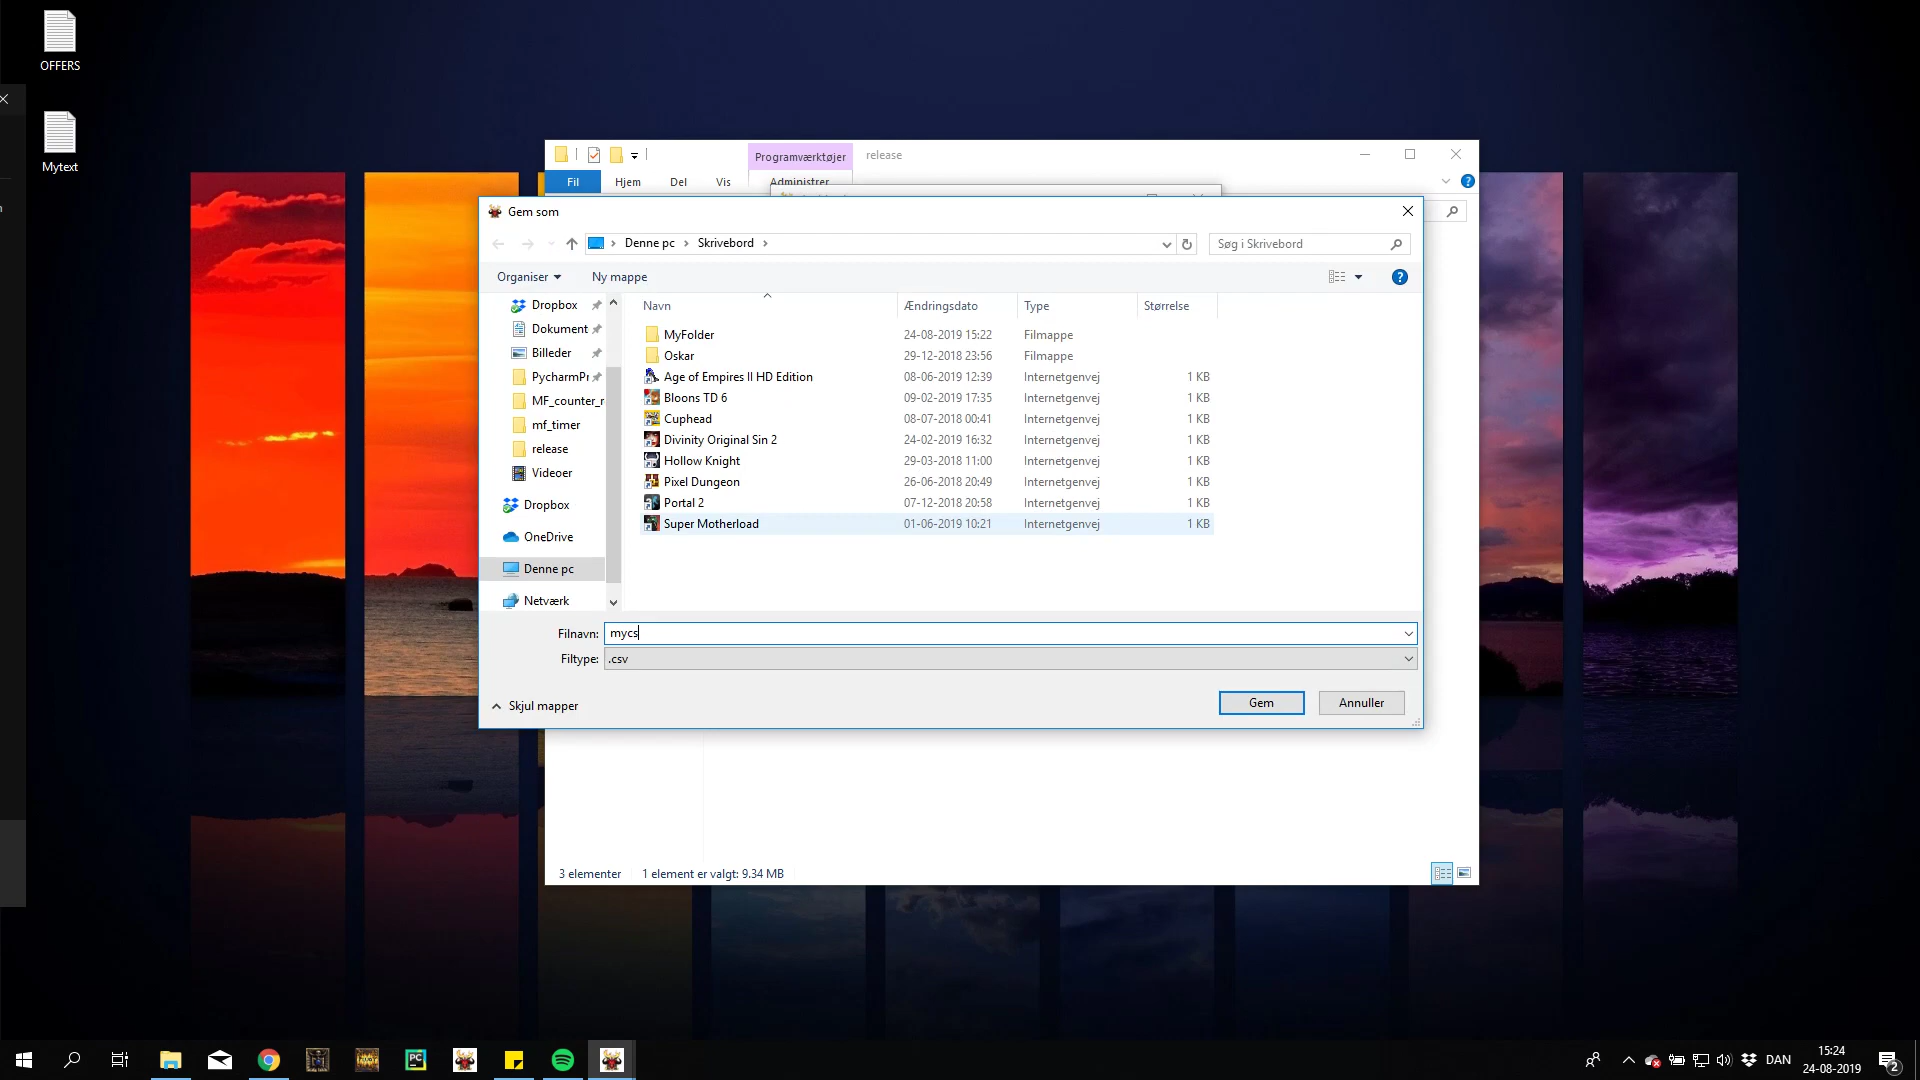 OFFERS
Mytext
Programværktøjer
release
Fil
Hjem
Del
Vis
Administrer
Gem som
Denne pc
Skrivebord
Søg i Skrivebord
Organiser
Ny mappe
Navn
Ændringsdato
Type
Størrelse
Dropbox
Dokument
Billeder
PycharmPr
MF_counter_r
mf_timer
release
Videoer
Dropbox
OneDrive
Denne pc
Netværk
MyFolder 24-08-2019 15:22 Filmappe
Oskar 29-12-2018 23:56 Filmappe
Age of Empires II HD Edition 08-06-2019 12:39 Internetgenvej 1 KB
Bloons TD 6 09-02-2019 17:35 Internetgenvej 1 KB
Cuphead 08-07-2018 00:41 Internetgenvej 1 KB
Divinity Original Sin 2 24-02-2019 16:32 Internetgenvej 1 KB
Hollow Knight 29-03-2018 11:00 Internetgenvej 1 KB
Pixel Dungeon 26-06-2018 20:49 Internetgenvej 1 KB
Portal 2 07-12-2018 20:58 Internetgenvej 1 KB
Super Motherload 01-06-2019 10:21 Internetgenvej 1 KB
Filnavn: mycs
Filtype: .csv
Skjul mapper
Gem
Annuller
3 elementer
1 element er valgt: 9.34 MB
PC
DAN
15:24
24-08-2019
2